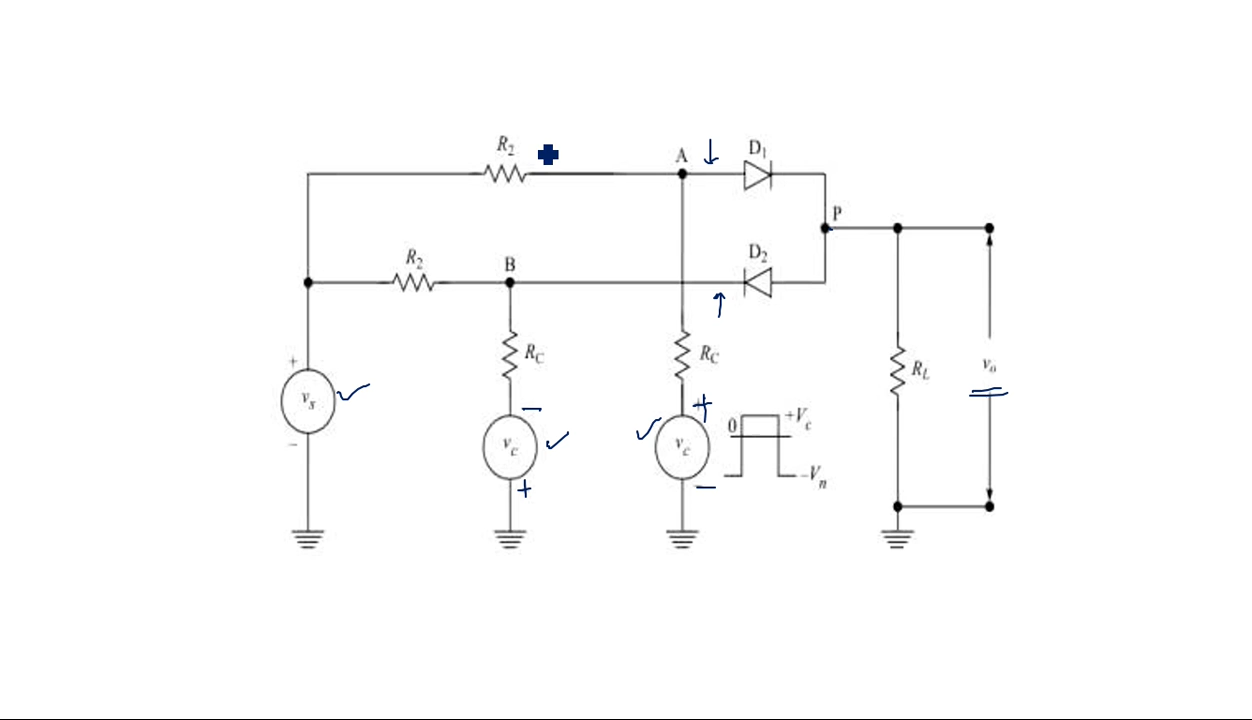 R2
A
D1
P
R2
B
D2
RC
RC
RL
vo
+
vs
−
−
vc
+
+
vc
−
0
+Vc
−Vn